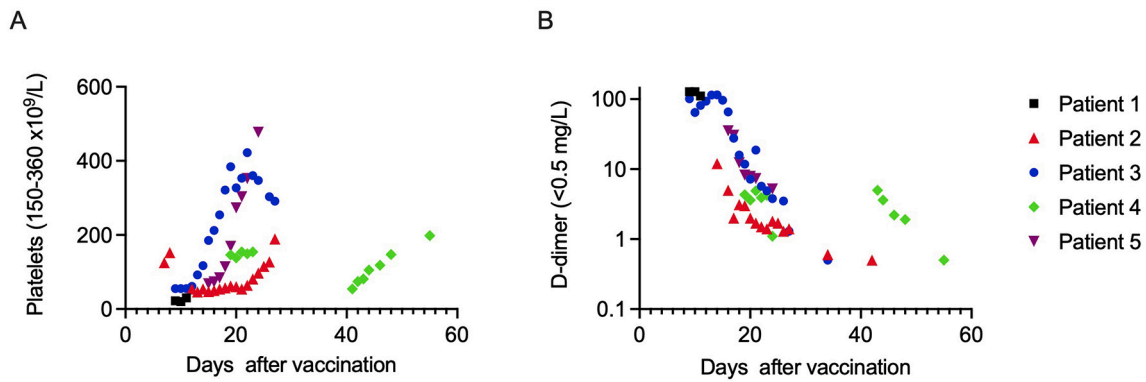 A
Platelets (150-360 x10⁹/L)
600
400
200
0
0
20
40
60
Days after vaccination
B
D-dimer (<0.5 mg/L)
100
10
1
0.1
0
20
40
60
Days after vaccination
Patient 1
Patient 2
Patient 3
Patient 4
Patient 5